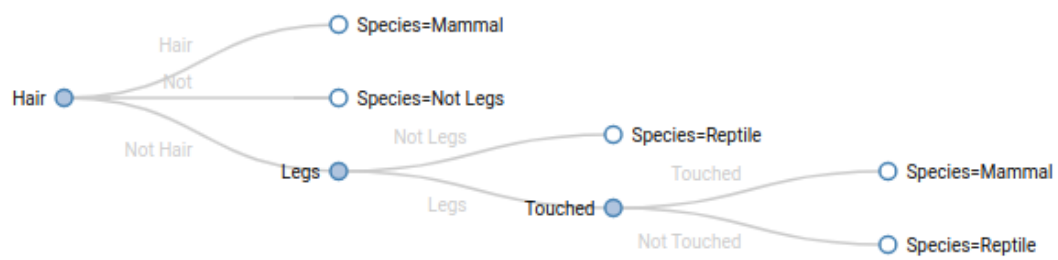 Species=Mammal
Hair
Not
Hair
Species=Not Legs
Not Hair
Not Legs
Species=Reptile
Legs
Touched
Species=Mammal
Legs
Touched
Not Touched
Species=Reptile